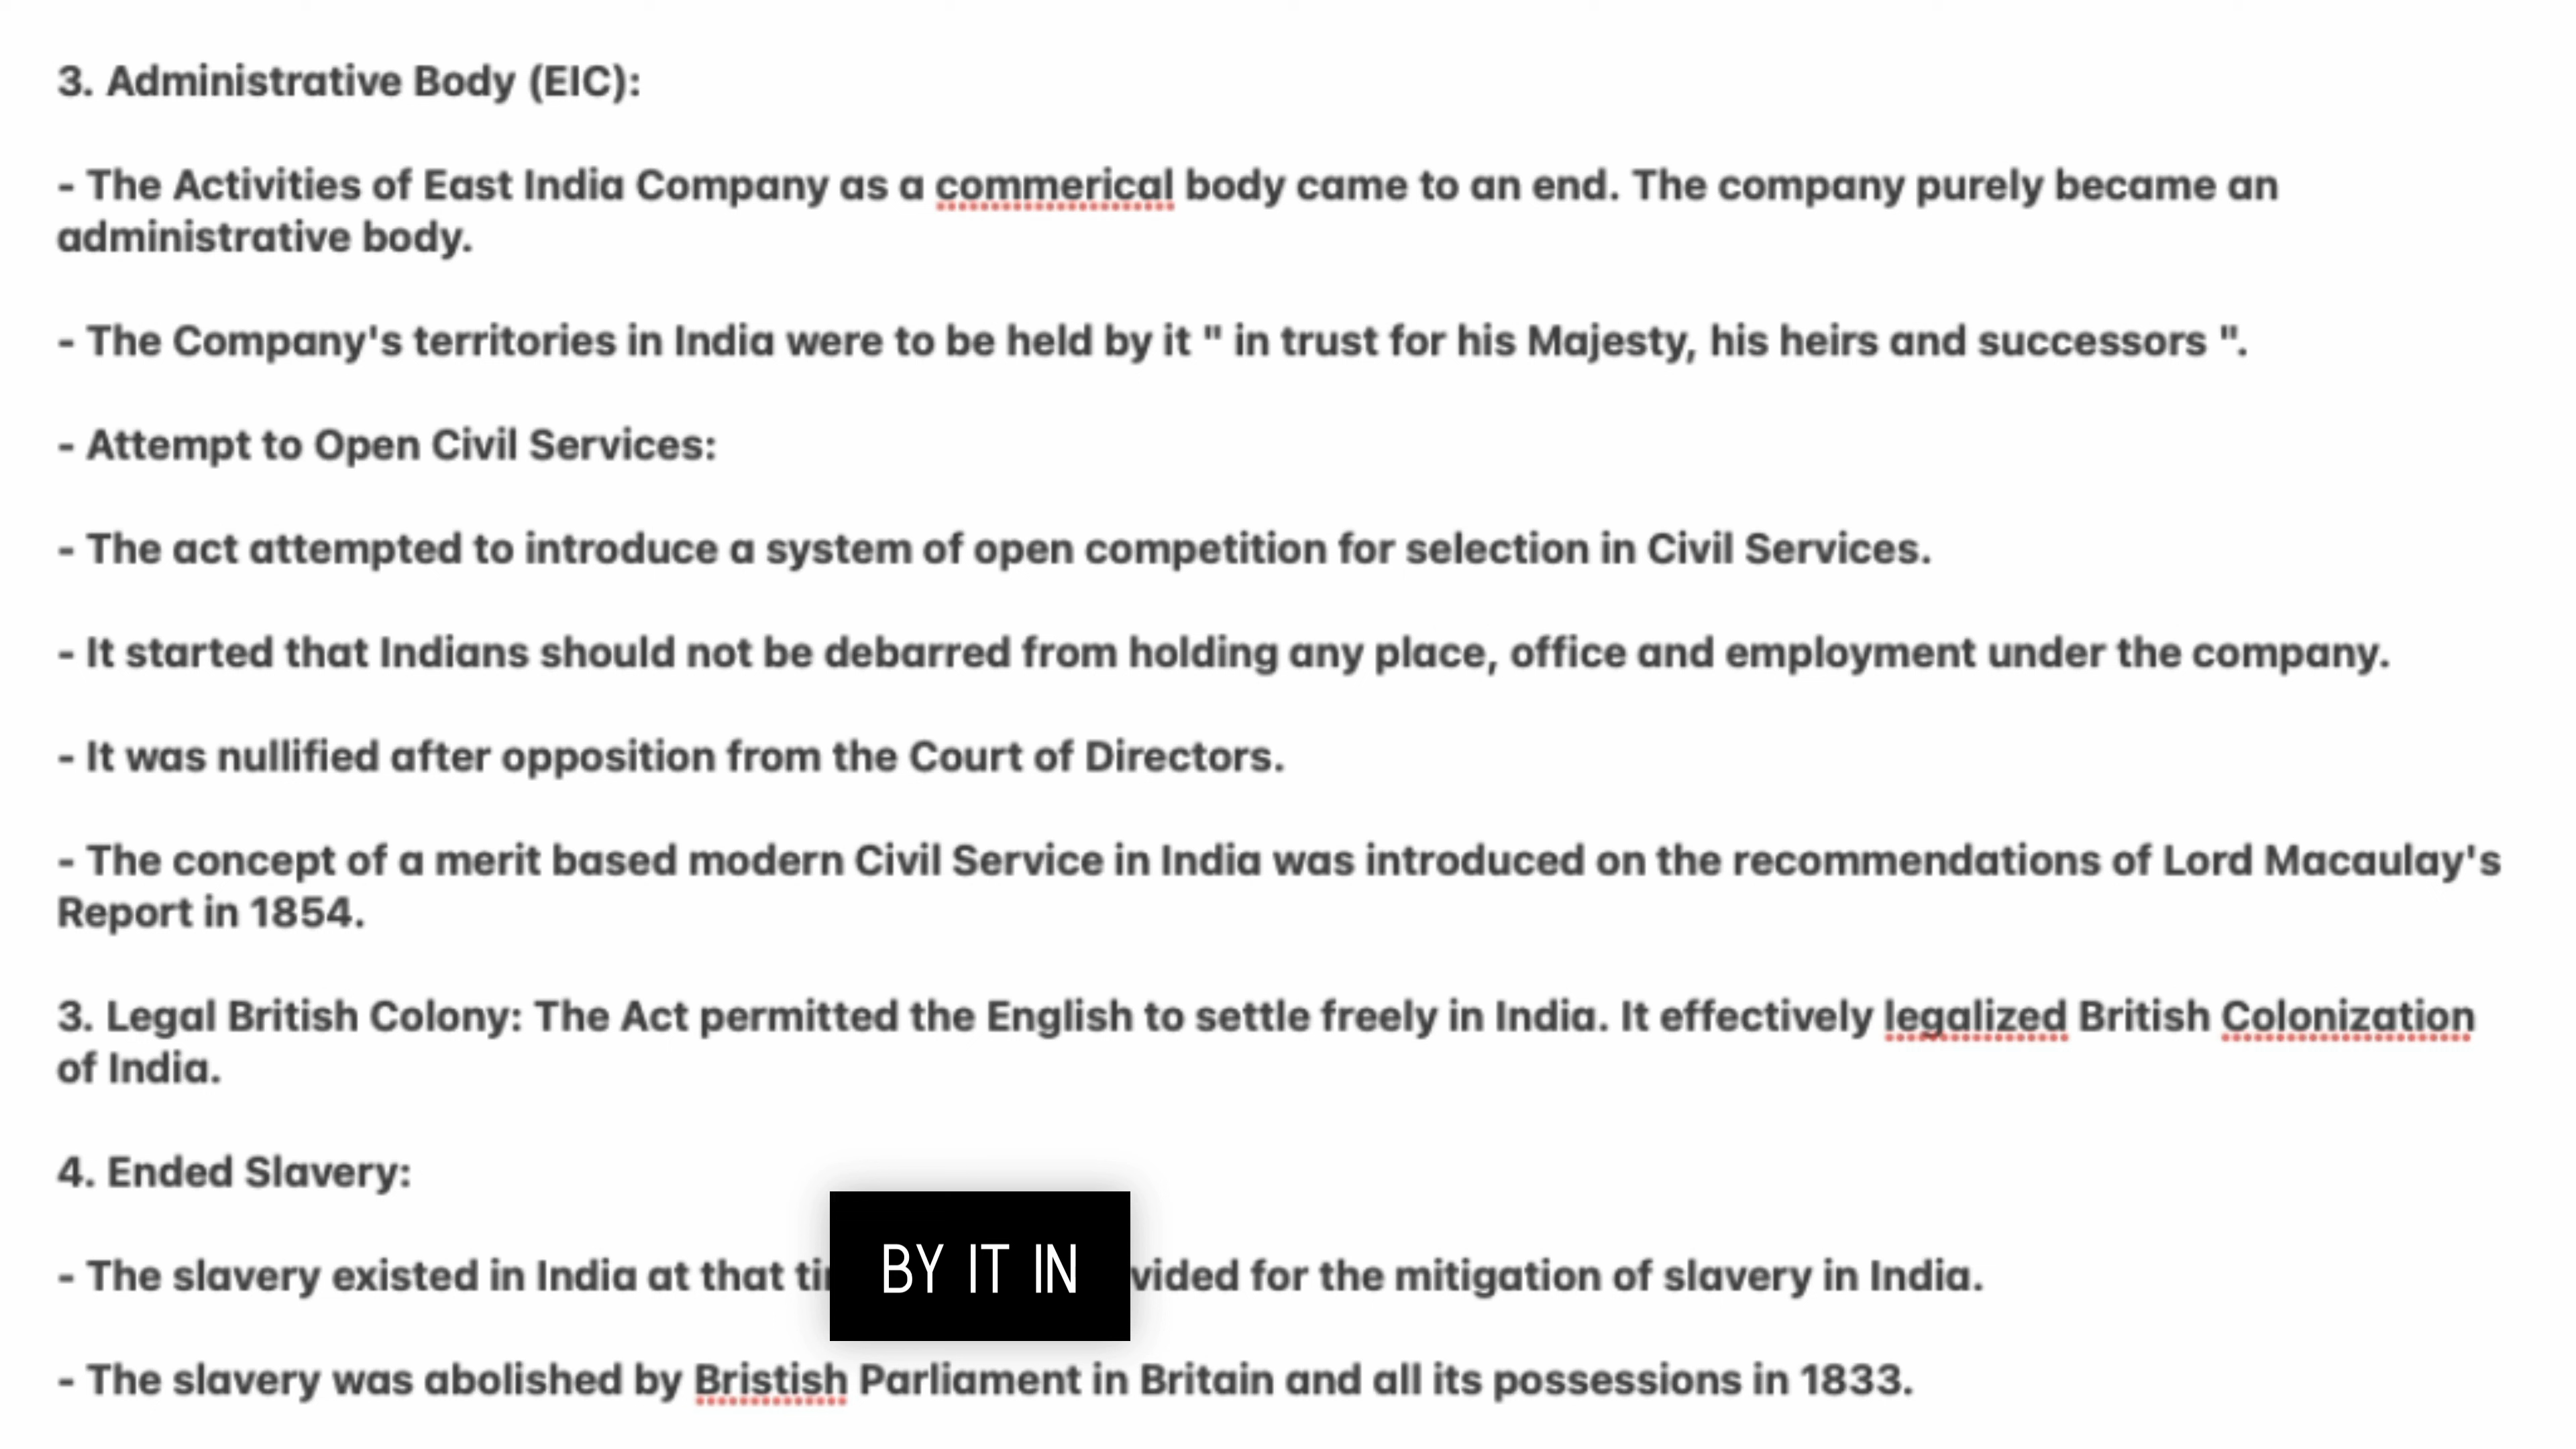 3. Administrative Body (EIC):
- The Activities of East India Company as a commerical body came to an end. The company purely became an
administrative body.
- The Company's territories in India were to be held by it " in trust for his Majesty, his heirs and successors ".
- Attempt to Open Civil Services:
- The act attempted to introduce a system of open competition for selection in Civil Services.
- It started that Indians should not be debarred from holding any place, office and employment under the company.
- It was nullified after opposition from the Court of Directors.
- The concept of a merit based modern Civil Service in India was introduced on the recommendations of Lord Macaulay's
Report in 1854.
3. Legal British Colony: The Act permitted the English to settle freely in India. It effectively legalized British Colonization
of India.
4. Ended Slavery:
- The slavery existed in India at that for the mitigation of slavery in India.
BY IT IN
- The slavery was abolished by Bristish Parliament in Britain and all its possessions in 1833.